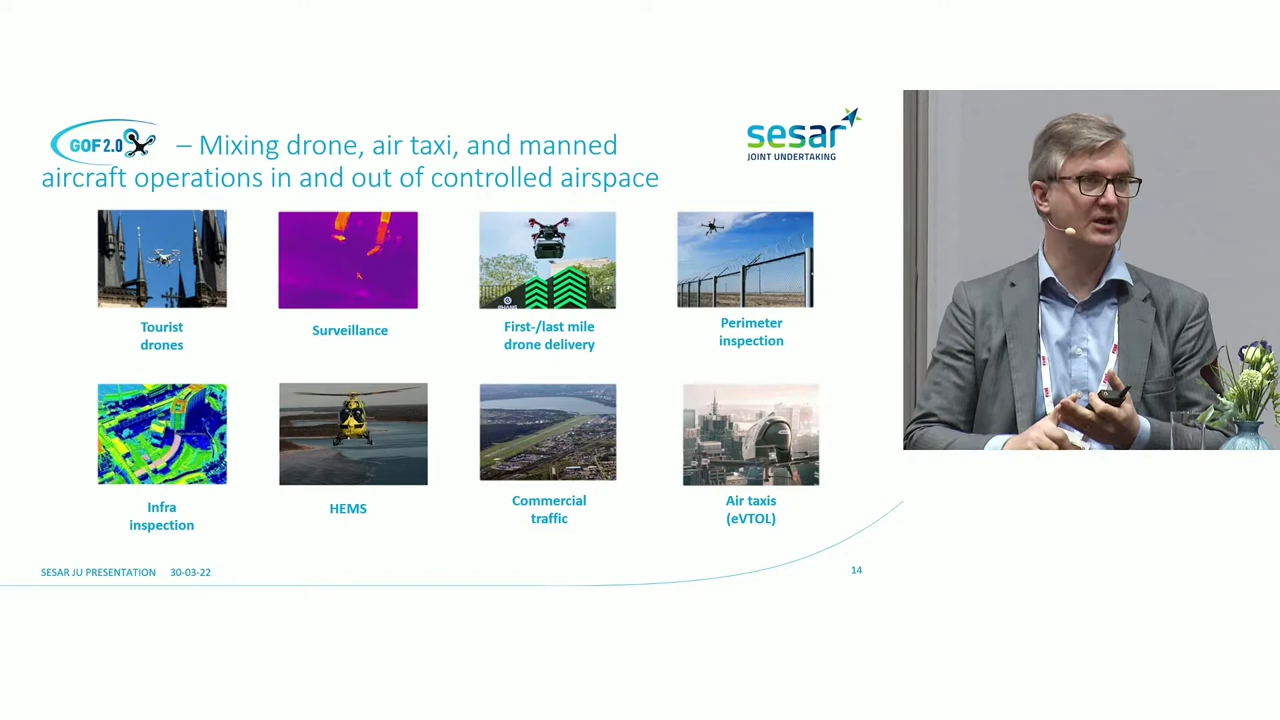 GOF 2.0
– Mixing drone, air taxi, and manned
aircraft operations in and out of controlled airspace
sesar
JOINT UNDERTAKING
Tourist
drones
Surveillance
First-/last mile
drone delivery
Perimeter
inspection
Infra
inspection
HEMS
Commercial
traffic
Air taxis
(eVTOL)
SESAR JU PRESENTATION 30-03-22
14